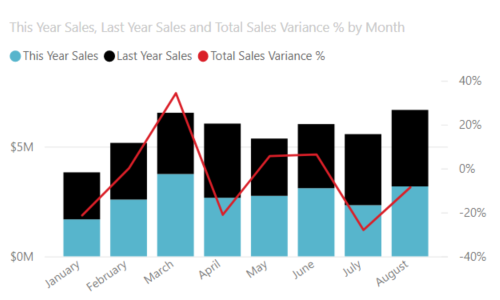 This Year Sales, Last Year Sales and Total Sales Variance % by Month
This Year Sales Last Year Sales Total Sales Variance %
40%
20%
$5M
0%
-20%
$0M
-40%
January February March April May June July August